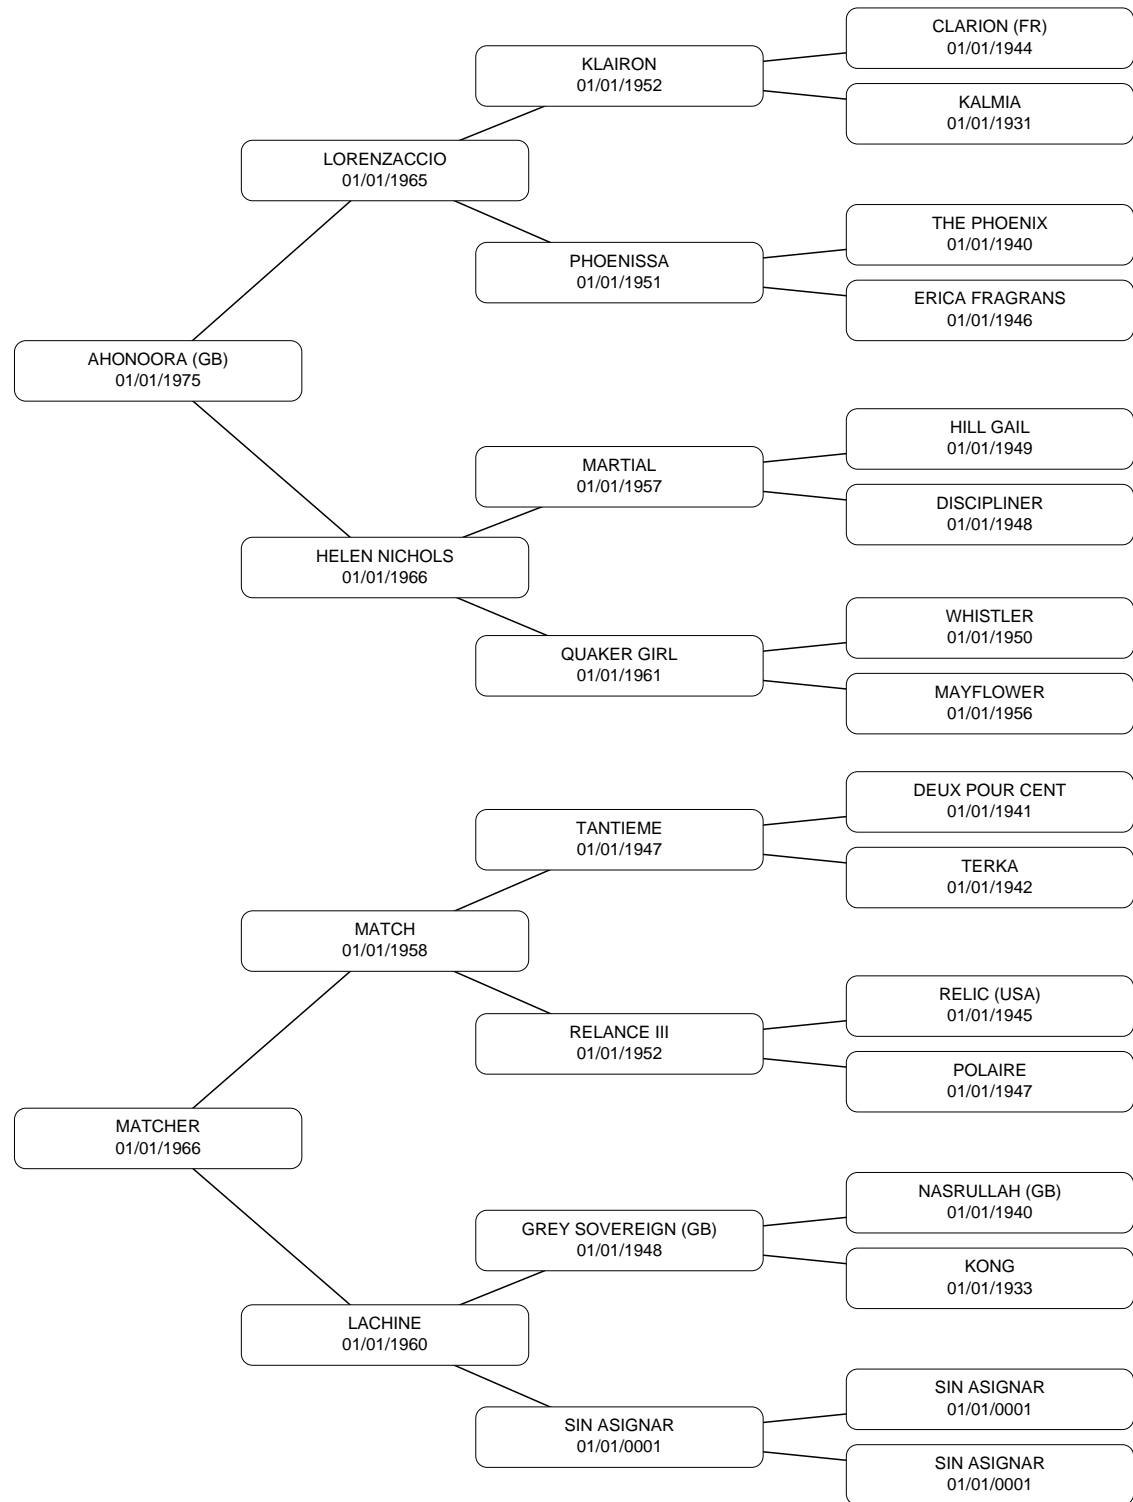 CLARION (FR)
01/01/1944
KLAIRON
01/01/1952
KALMIA
01/01/1931
LORENZACCIO
01/01/1965
THE PHOENIX
01/01/1940
PHOENISSA
01/01/1951
ERICA FRAGRANS
01/01/1946
AHONOORA (GB)
01/01/1975
HILL GAIL
01/01/1949
MARTIAL
01/01/1957
DISCIPLINER
01/01/1948
HELEN NICHOLS
01/01/1966
WHISTLER
01/01/1950
QUAKER GIRL
01/01/1961
MAYFLOWER
01/01/1956
DEUX POUR CENT
01/01/1941
TANTIEME
01/01/1947
TERKA
01/01/1942
MATCH
01/01/1958
RELIC (USA)
01/01/1945
RELANCE III
01/01/1952
POLAIRE
01/01/1947
MATCHER
01/01/1966
NASRULLAH (GB)
01/01/1940
GREY SOVEREIGN (GB)
01/01/1948
KONG
01/01/1933
LACHINE
01/01/1960
SIN ASIGNAR
01/01/0001
SIN ASIGNAR
01/01/0001
SIN ASIGNAR
01/01/0001